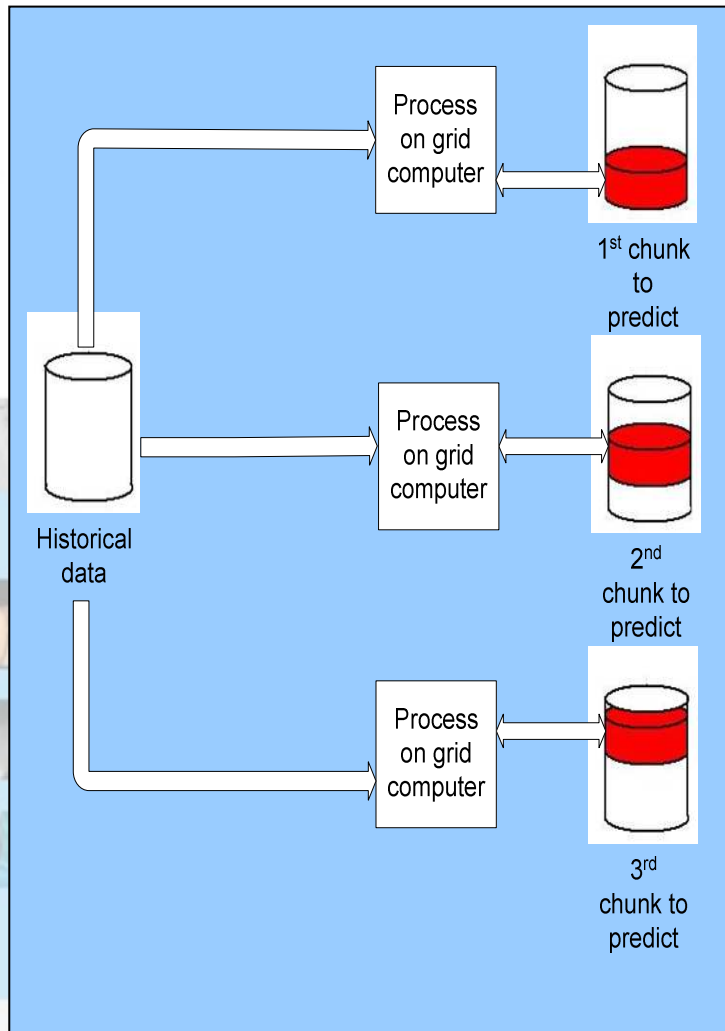 Process
on grid
computer
1st chunk
to
predict
Historical
data
Process
on grid
computer
2nd
chunk to
predict
Process
on grid
computer
3rd
chunk to
predict